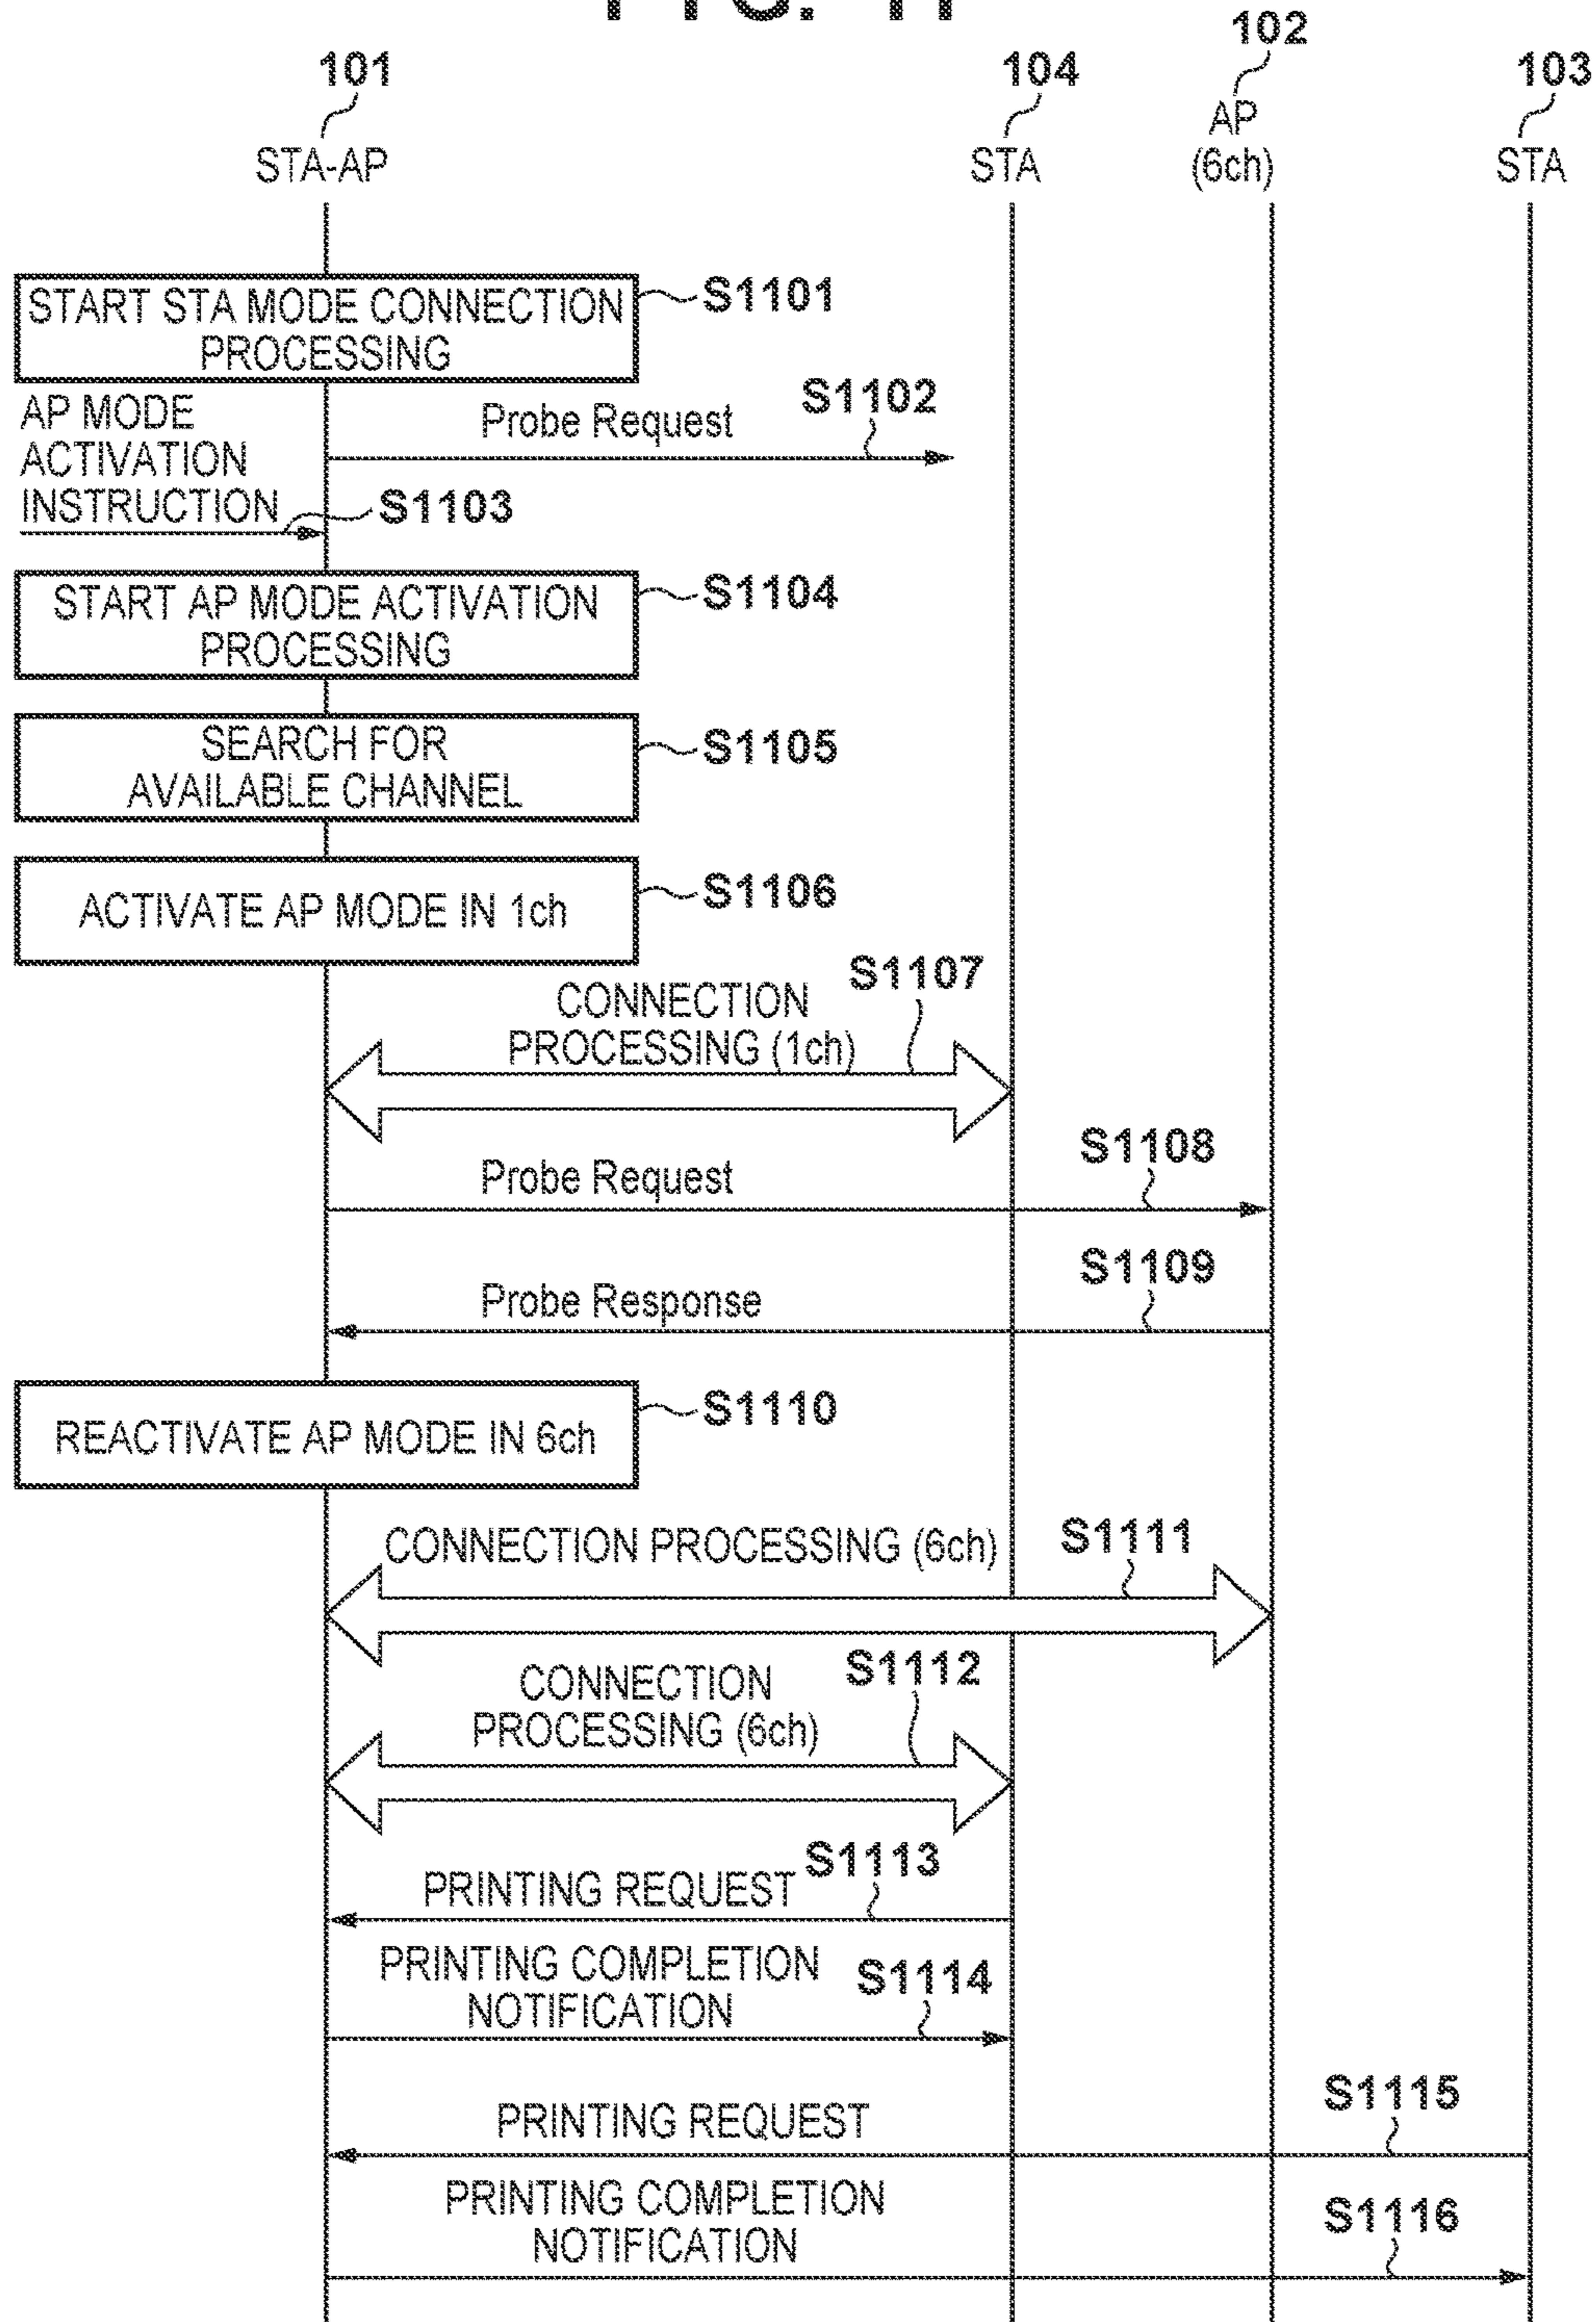 FIG. 11
102
101
104
103
AP
STA-AP
STA
(6ch)
STA
START STA MODE CONNECTION
PROCESSING
S1101
AP MODE
ACTIVATION
INSTRUCTION
Probe Request
S1102
S1103
START AP MODE ACTIVATION
PROCESSING
S1104
SEARCH FOR
AVAILABLE CHANNEL
S1105
ACTIVATE AP MODE IN 1ch
S1106
CONNECTION
PROCESSING (1ch)
S1107
Probe Request
S1108
Probe Response
S1109
REACTIVATE AP MODE IN 6ch
S1110
CONNECTION PROCESSING (6ch)
S1111
CONNECTION
PROCESSING (6ch)
S1112
PRINTING REQUEST
S1113
PRINTING COMPLETION
NOTIFICATION
S1114
PRINTING REQUEST
S1115
PRINTING COMPLETION
NOTIFICATION
S1116